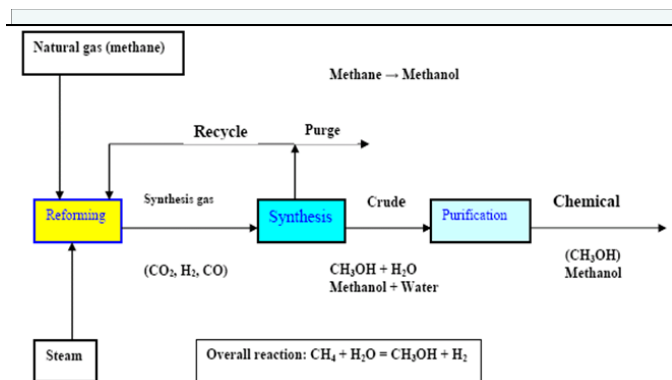 Natural gas (methane)
Methane → Methanol
Recycle
Purge
Reforming
Synthesis gas
Synthesis
Crude
Purification
Chemical
(CO₂, H₂, CO)
CH₃OH + H₂O
Methanol + Water
(CH₃OH)
Methanol
Steam
Overall reaction: CH₄ + H₂O = CH₃OH + H₂